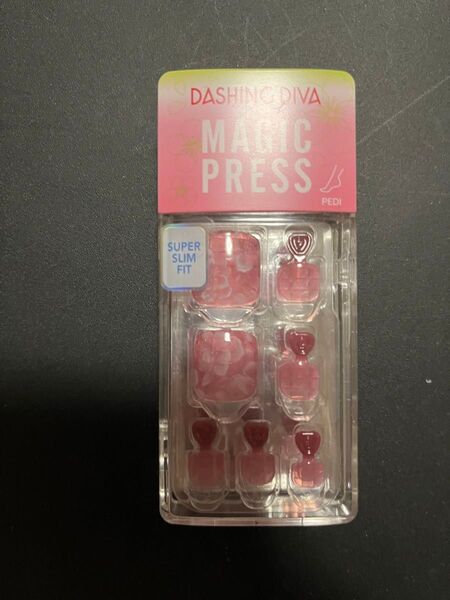 DASHING DIVA
MAGIC
PRESS
PEDI
SUPER
SLIM
FIT